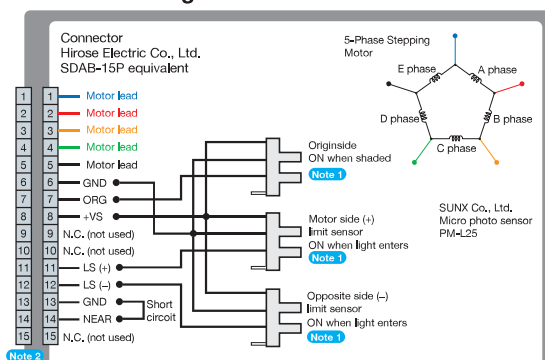 Connector
Hirose Electric Co., Ltd.
SDAB-15P equivalent
5-Phase Stepping
Motor
E phase
A phase
D phase
B phase
C phase
1 1 Motor lead
2 2 Motor lead
3 3 Motor lead
4 4 Motor lead
5 5 Motor lead
6 6 GND
7 7 ORG
8 8 +VS
9 9 N.C. (not used)
10 10 N.C. (not used)
11 11 LS (+)
12 12 LS (–)
13 13 GND
14 14 NEAR
15 15 N.C. (not used)
Short
circoit
Originside
ON when shaded
Note 1
Motor side (+)
limit sensor
ON when light enters
Note 1
Opposite side (–)
limit sensor
ON when light enters
Note 1
SUNX Co., Ltd.
Micro photo sensor
PM-L25
Note 2